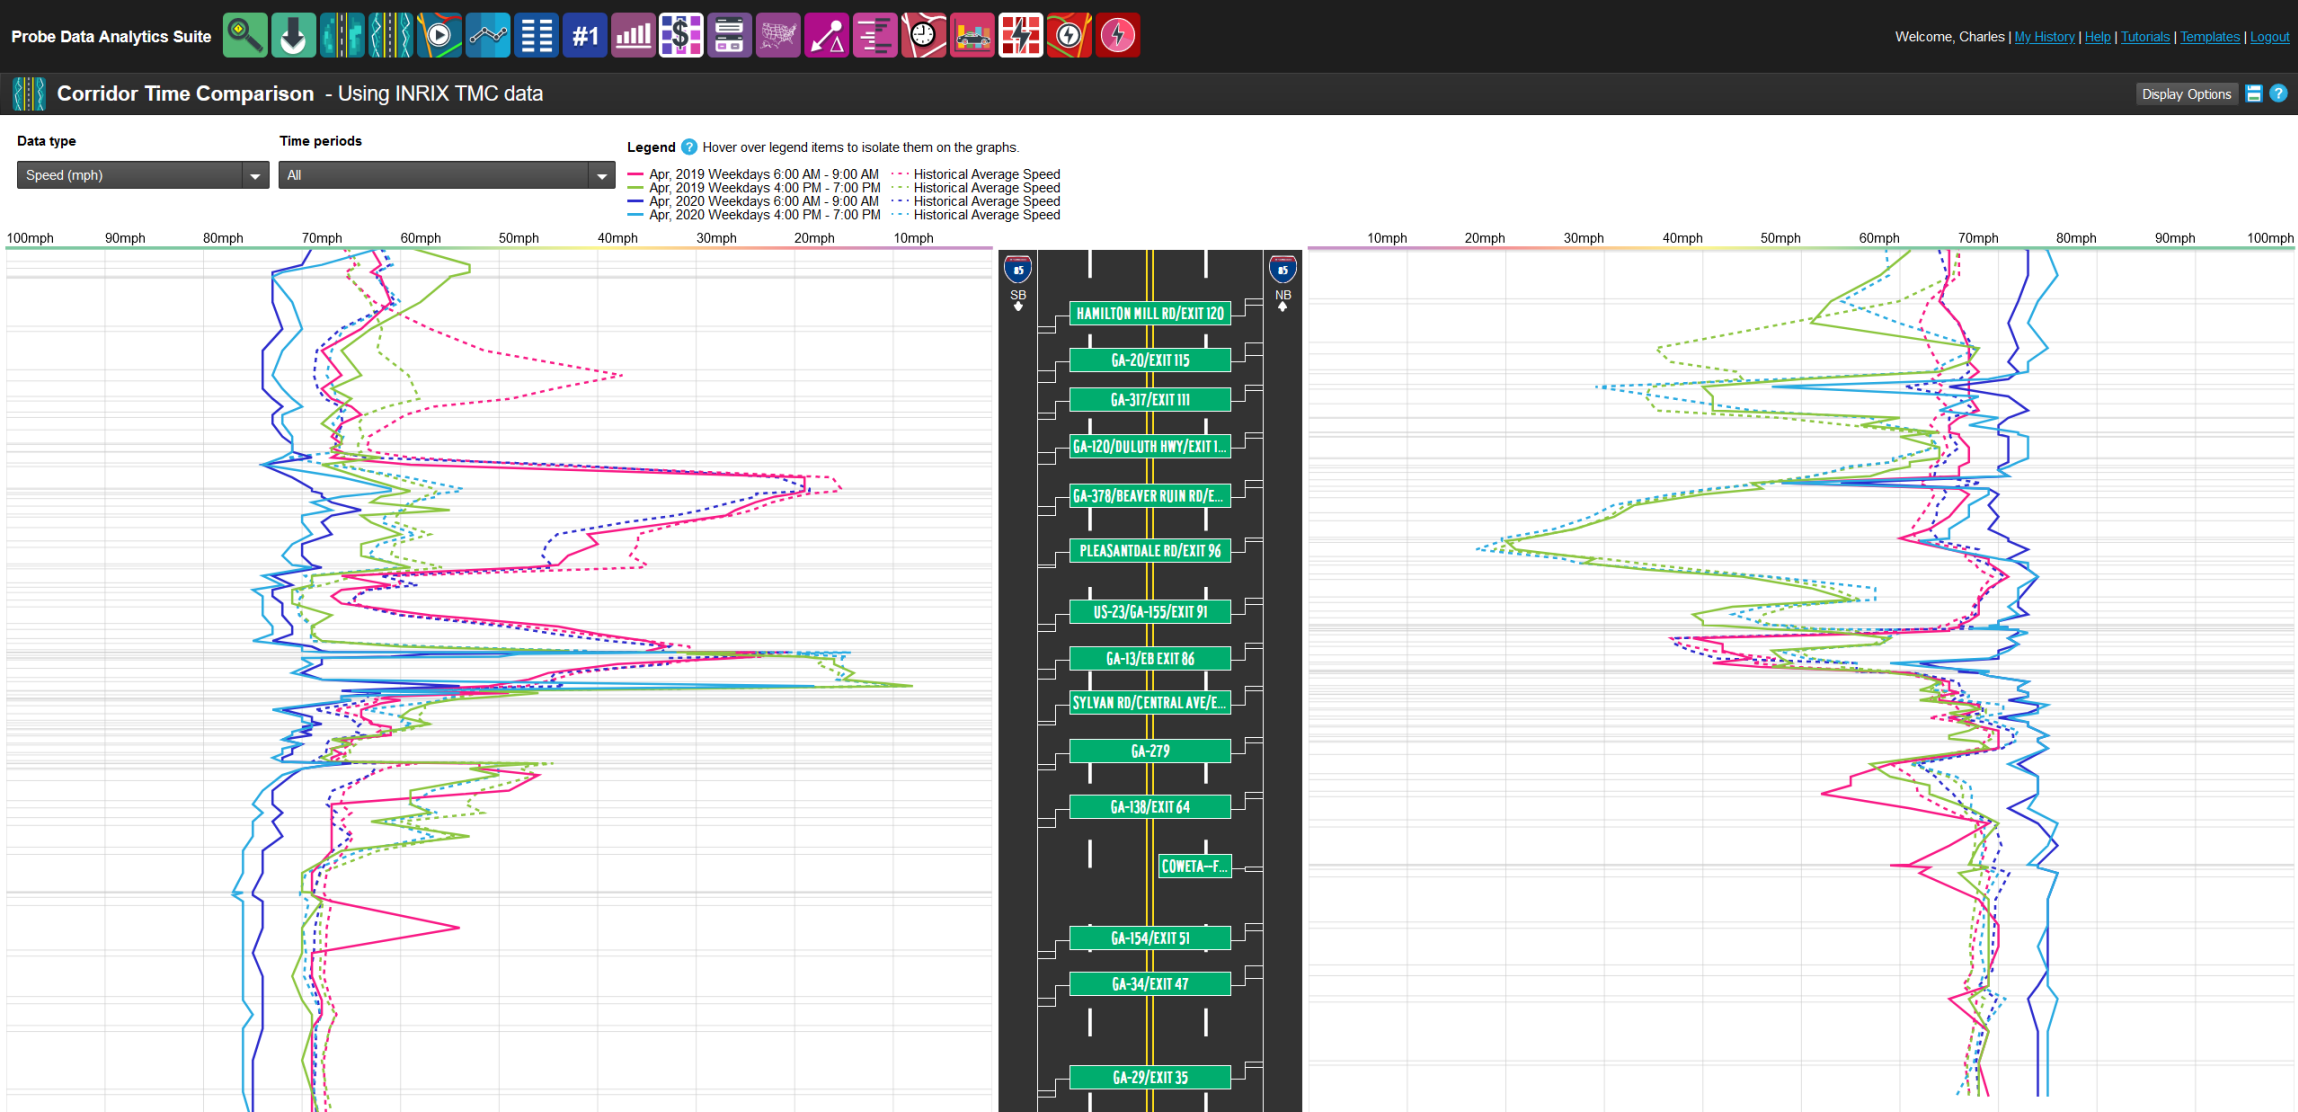 Probe Data Analytics Suite
#1
$
Welcome, Charles | My History | Help | Tutorials | Templates | Logout
Corridor Time Comparison - Using INRIX TMC data
Display Options
?
Data type
Time periods
Speed (mph)
All
Legend ? Hover over legend items to isolate them on the graphs.
Apr, 2019 Weekdays 6:00 AM - 9:00 AM Historical Average Speed
Apr, 2019 Weekdays 4:00 PM - 7:00 PM Historical Average Speed
Apr, 2020 Weekdays 6:00 AM - 9:00 AM Historical Average Speed
Apr, 2020 Weekdays 4:00 PM - 7:00 PM Historical Average Speed
100mph 90mph 80mph 70mph 60mph 50mph 40mph 30mph 20mph 10mph
10mph 20mph 30mph 40mph 50mph 60mph 70mph 80mph 90mph 100mph
85
SB
85
NB
HAMILTON MILL RD/EXIT 120
GA-20/EXIT 115
GA-317/EXIT 111
GA-120/DULUTH HWY/EXIT 1...
GA-378/BEAVER RUIN RD/E...
PLEASANTDALE RD/EXIT 96
US-23/GA-155/EXIT 91
GA-13/EB EXIT 86
SYLVAN RD/CENTRAL AVE/E...
GA-279
GA-138/EXIT 64
COWETA--F...
GA-154/EXIT 51
GA-34/EXIT 47
GA-29/EXIT 35